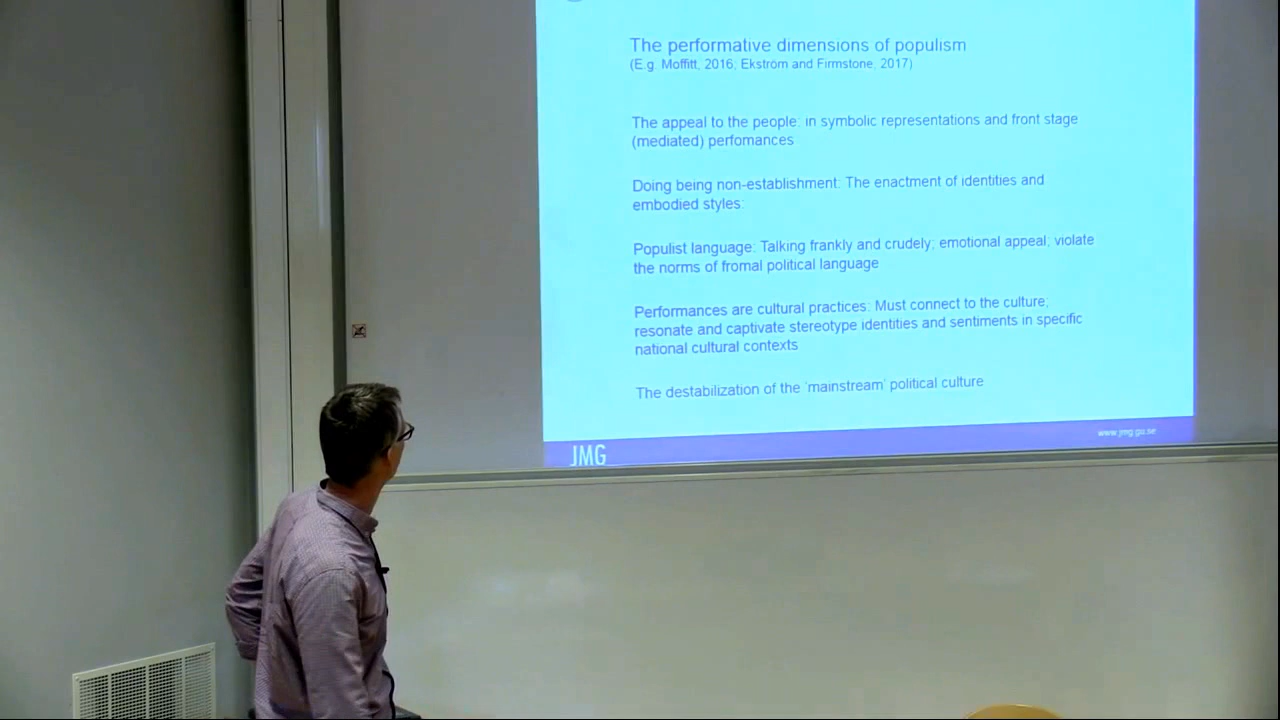 The performative dimensions of populism
(E.g. Moffitt, 2016; Ekström and Firmstone, 2017)
The appeal to the people: in symbolic representations and front stage
(mediated) perfomances
Doing being non-establishment: The enactment of identities and
embodied styles:
Populist language: Talking frankly and crudely; emotional appeal; violate
the norms of fromal political language
Performances are cultural practices: Must connect to the culture;
resonate and captivate stereotype identities and sentiments in specific
national cultural contexts
The destabilization of the 'mainstream' political culture
JMG
www.jmg.gu.se